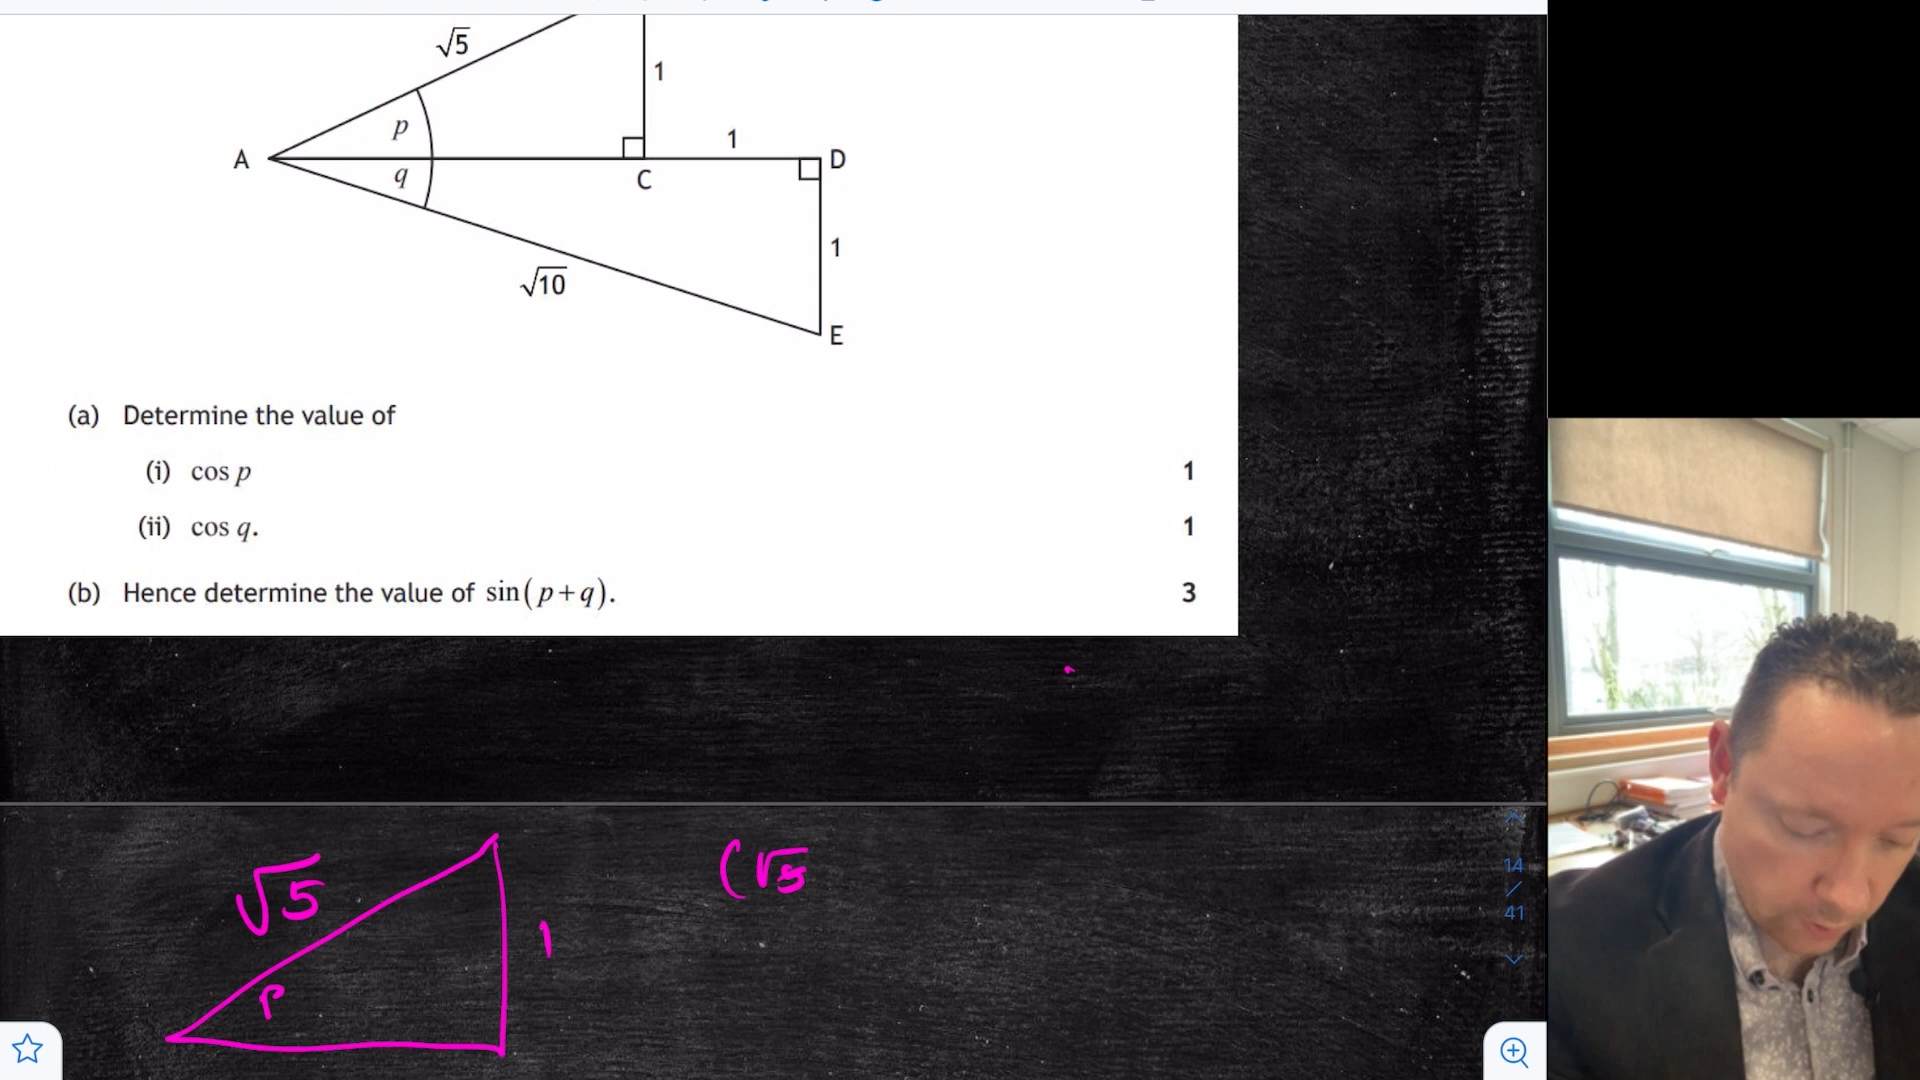 √5
1
p
1
A
D
q
C
1
√10
E
(a) Determine the value of
(i) cos p 1
(ii) cos q. 1
(b) Hence determine the value of sin(p+q). 3
√5
(√5
1
p
14
/
41